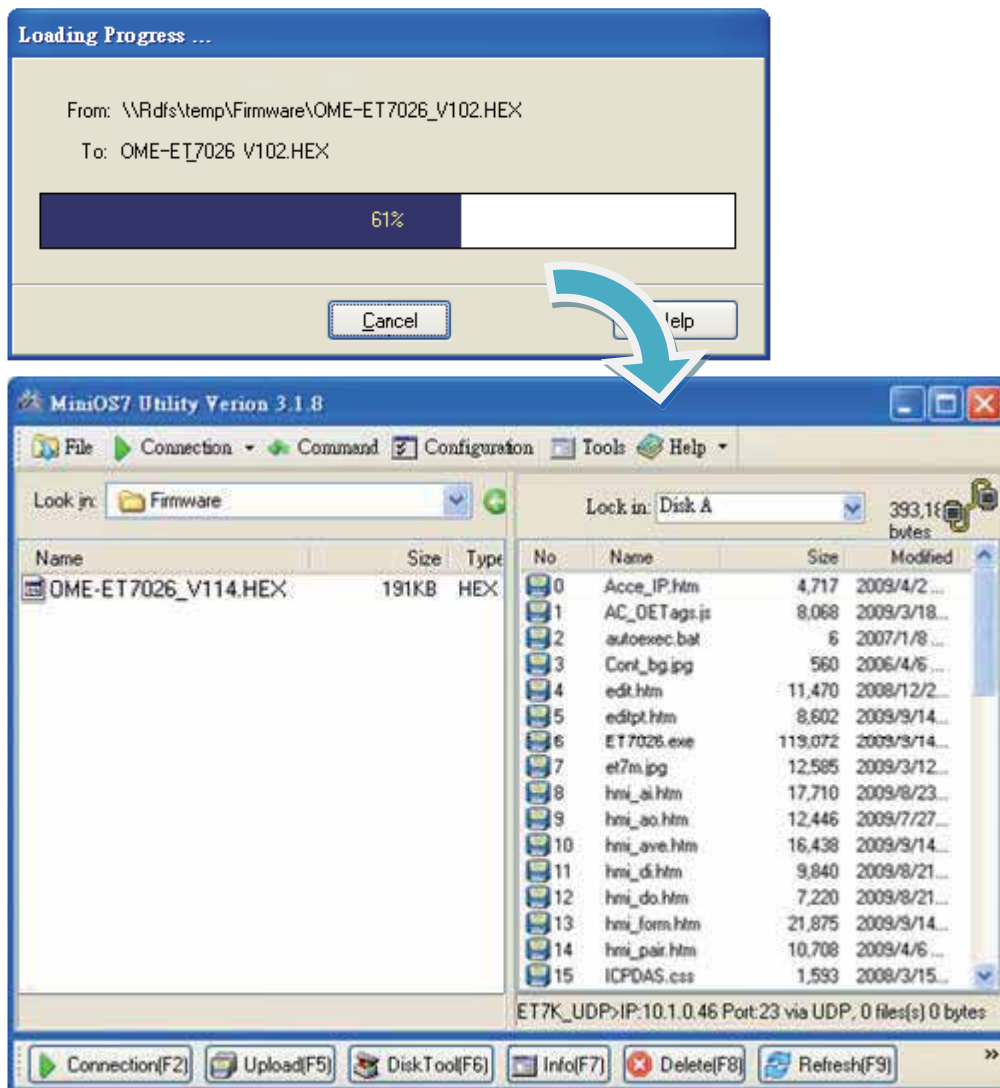 Loading Progress ...
From: \\Rdfs\temp\Firmware\OME-ET7026_V102.HEX
To: OME-ET7026 V102.HEX
61%
Cancel
elp
MiniOS7 Utility Verion 3.1.8
File Connection Command Configuration Tools Help
Look in: Firmware
Lock in: Disk A
393,18
bytes
Name Size Type
No Name Size Modified
OME-ET7026_V114.HEX 191KB HEX
0 Acce_IP.htm 4,717 2009/4/2 ...
1 AC_OETags.js 8,068 2009/3/18...
2 autoexec.bat 6 2007/1/8 ...
3 Cont_bg.jpg 560 2006/4/6 ...
4 edit.htm 11,470 2008/12/2...
5 editpt.htm 8,602 2009/9/14...
6 ET7026.exe 119,072 2009/9/14...
7 et7m.jpg 12,585 2009/3/12...
8 hmi_ai.htm 17,710 2009/8/23...
9 hmi_ao.htm 12,446 2009/7/27...
10 hmi_ave.htm 16,438 2009/9/14...
11 hmi_di.htm 9,840 2009/8/21...
12 hmi_do.htm 7,220 2009/8/21...
13 hmi_form.htm 21,875 2009/9/14...
14 hmi_pair.htm 10,708 2009/4/6 ...
15 ICPDAS.css 1,593 2008/3/15...
ET7K_UDP>IP:10.1.0.46 Port:23 via UDP, 0 files(s) 0 bytes
Connection(F2) Upload(F5) DiskTool(F6) Info(F7) Delete(F8) Refresh(F9) »